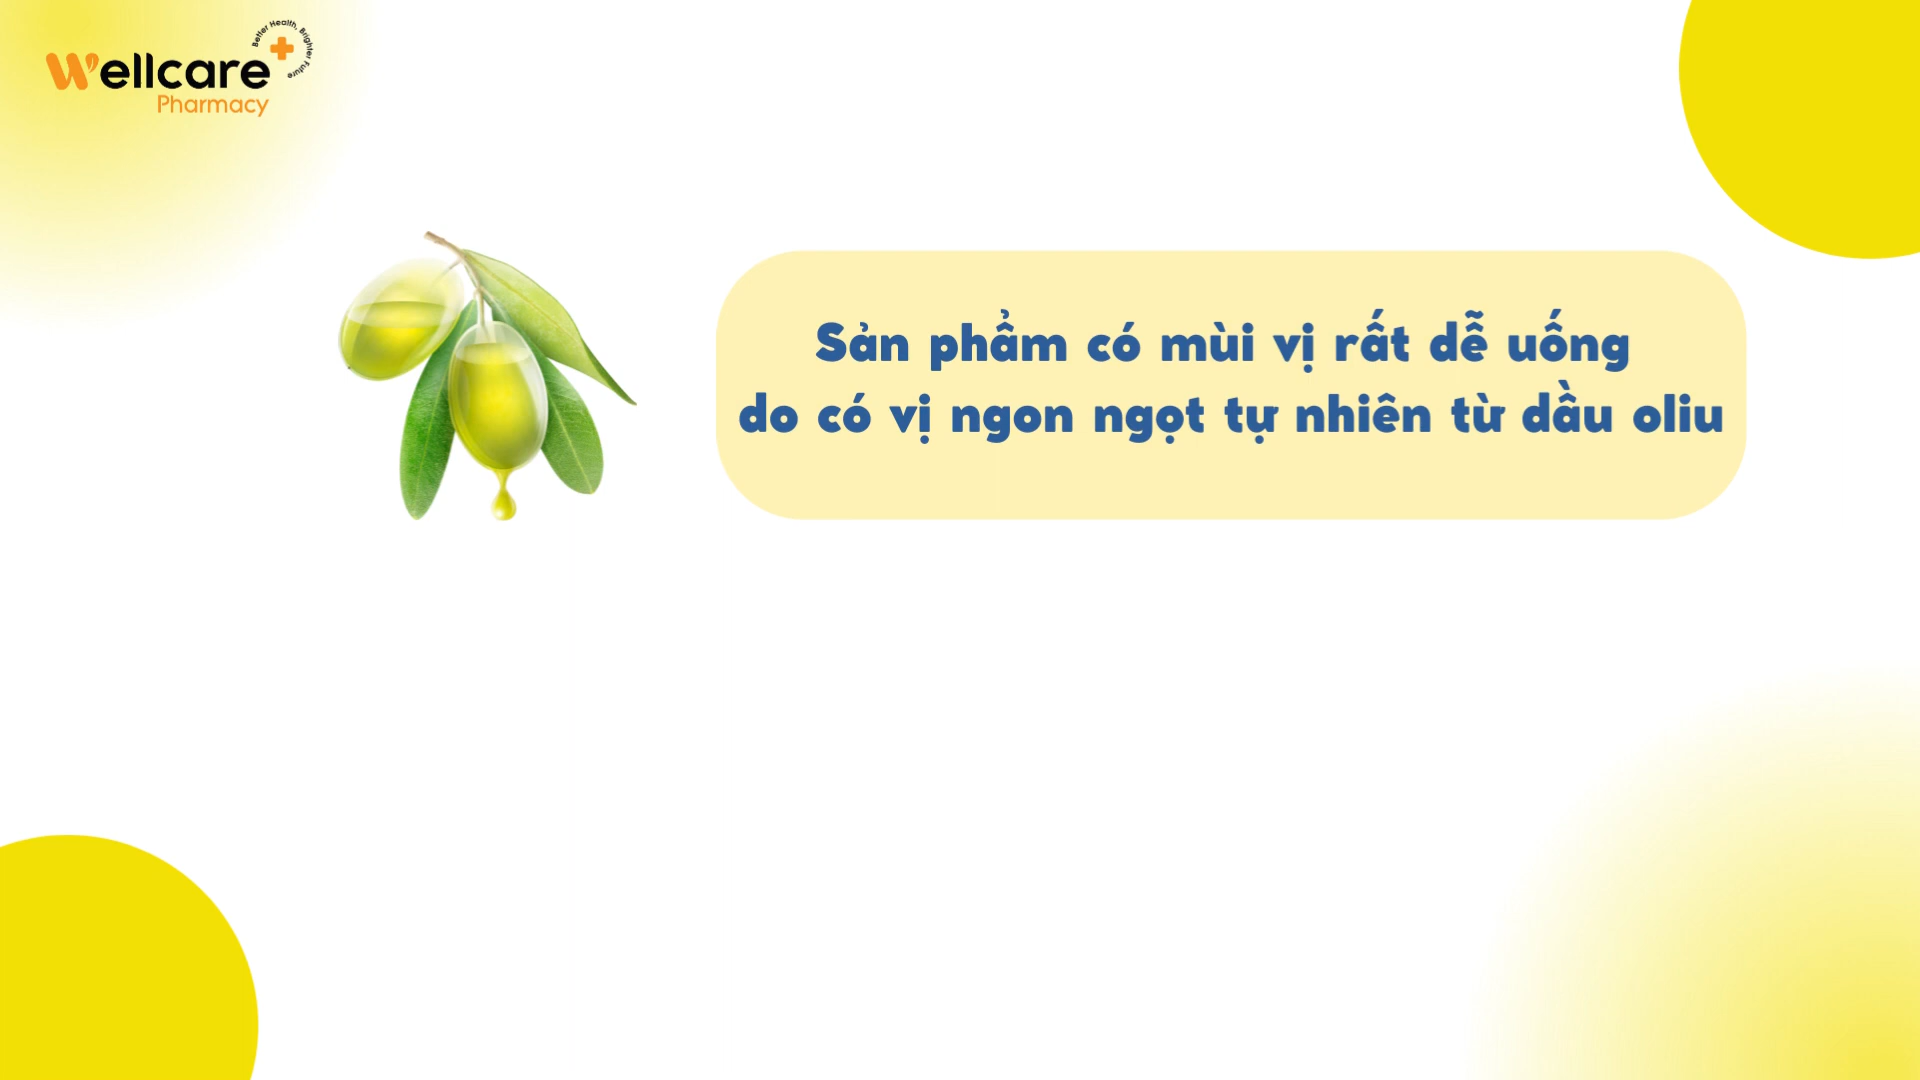 Wellcare
Pharmacy
Better Health, Brighter Future
Sản phẩm có mùi vị rất dễ uống
do có vị ngon ngọt tự nhiên từ dầu oliu